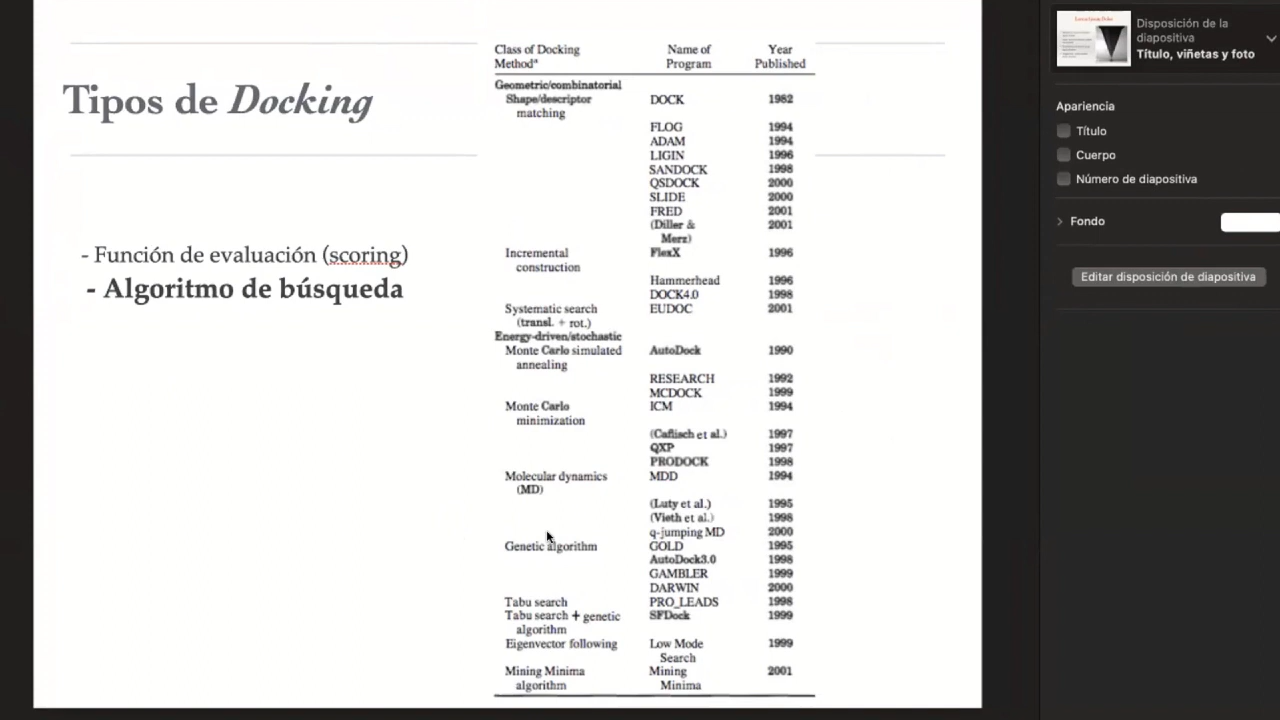 Tipos de Docking
- Función de evaluación (scoring)
- Algoritmo de búsqueda
Class of Docking Name of Year
Methodª Program Published
Geometric/combinatorial
Shape/descriptor DOCK 1982
matching
FLOG 1994
ADAM 1994
LIGIN 1996
SANDOCK 1998
QSDOCK 2000
SLIDE 2000
FRED 2001
(Diller & 2001
Merz)
Incremental FlexX 1996
construction
Hammerhead 1996
DOCK4.0 1998
Systematic search EUDOC 2001
(transl. + rot.)
Energy-driven/stochastic
Monte Carlo simulated AutoDock 1990
annealing
RESEARCH 1992
MCDOCK 1999
Monte Carlo ICM 1994
minimization
(Caflisch et al.) 1997
QXP 1997
PRODOCK 1998
Molecular dynamics MDD 1994
(MD)
(Luty et al.) 1995
(Vieth et al.) 1998
q-jumping MD 2000
Genetic algorithm GOLD 1995
AutoDock3.0 1998
GAMBLER 1999
DARWIN 2000
Tabu search PRO_LEADS 1998
Tabu search + genetic SFDock 1999
algorithm
Eigenvector following Low Mode 1999
Search
Mining Minima Mining 2001
algorithm Minima
Disposición de la
diapositiva
Título, viñetas y foto
Apariencia
Título
Cuerpo
Número de diapositiva
Fondo
Editar disposición de diapositiva